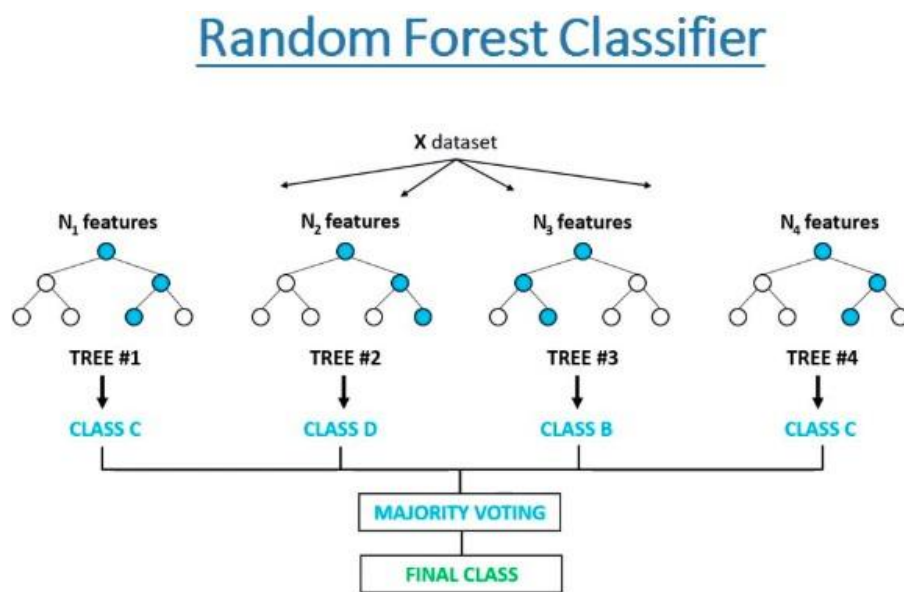 Random Forest Classifier
X dataset
N₁ features N₂ features N₃ features N₄ features
TREE #1 TREE #2 TREE #3 TREE #4
CLASS C CLASS D CLASS B CLASS C
MAJORITY VOTING
FINAL CLASS